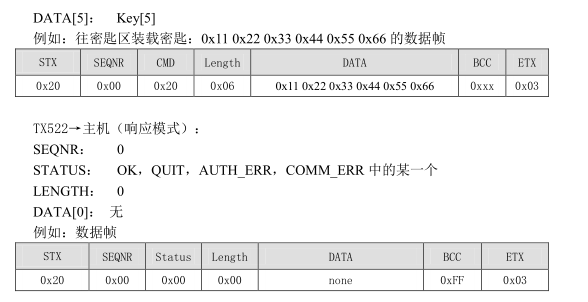 DATA[5]： Key[5]
例如：往密匙区装载密匙：0x11 0x22 0x33 0x44 0x55 0x66 的数据帧
STX SEQNR CMD Length DATA BCC ETX
0x20 0x00 0x20 0x06 0x11 0x22 0x33 0x44 0x55 0x66 0xxx 0x03
TX522→主机（响应模式）：
SEQNR： 0
STATUS： OK，QUIT，AUTH_ERR，COMM_ERR 中的某一个
LENGTH： 0
DATA[0]： 无
例如：数据帧
STX SEQNR Status Length DATA BCC ETX
0x20 0x00 0x00 0x00 none 0xFF 0x03